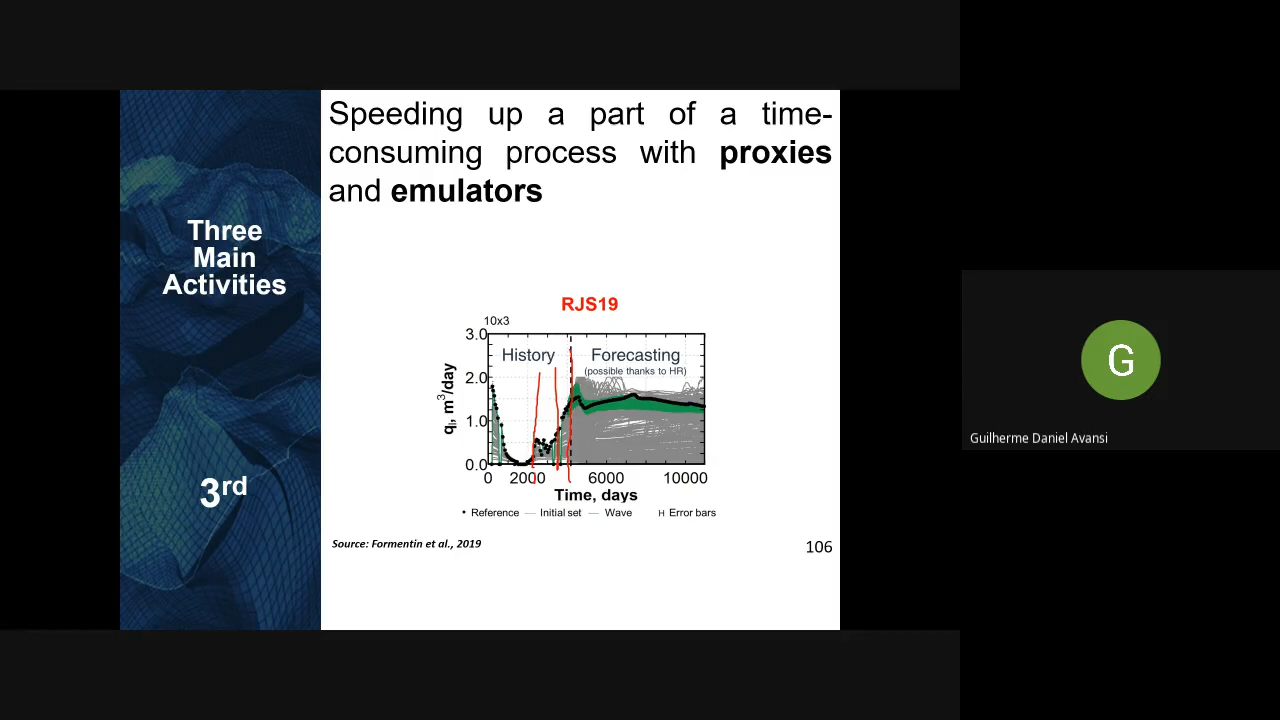 Three
Main
Activities
3rd
Speeding up a part of a time-
consuming process with proxies
and emulators
RJS19
10x3
3.0
2.0
1.0
0.0
History
Forecasting
(possible thanks to HR)
ql, m3/day
0 2000 6000 10000
Time, days
Reference Initial set Wave Error bars
Source: Formentin et al., 2019
106
G
Guilherme Daniel Avansi